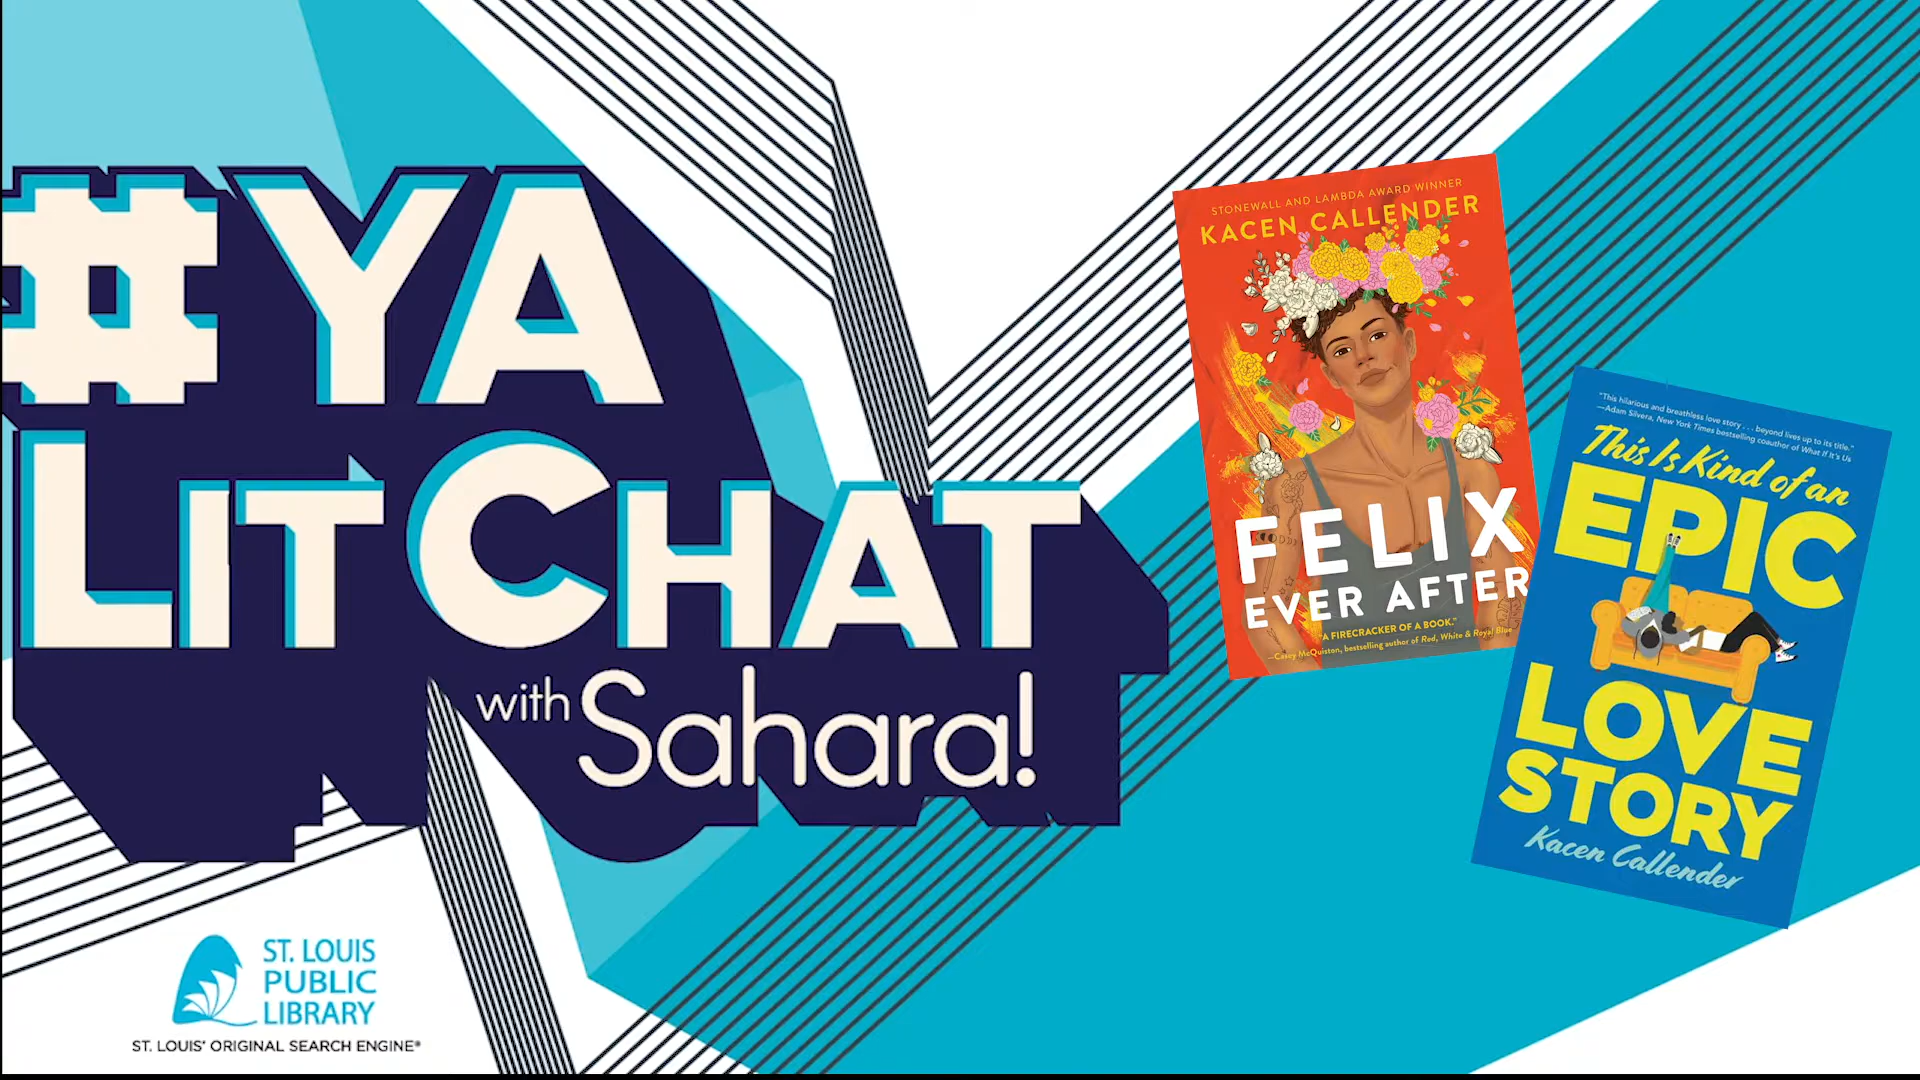 #YA
LITCHAT
with Sahara!
STONEWALL AND LAMBDA AWARD WINNER
KACEN CALLENDER
FELIX
EVER AFTER
"A FIRECRACKER OF A BOOK."
—Casey McQuiston, bestselling author of Red, White & Royal Blue
"This hilarious and breathless love story . . . beyond lives up to its title."
—Adam Silvera, New York Times bestselling coauthor of What If It's Us
This Is Kind of an
EPIC
LOVE
STORY
Kacen Callender
ST. LOUIS
PUBLIC
LIBRARY
ST. LOUIS' ORIGINAL SEARCH ENGINE®